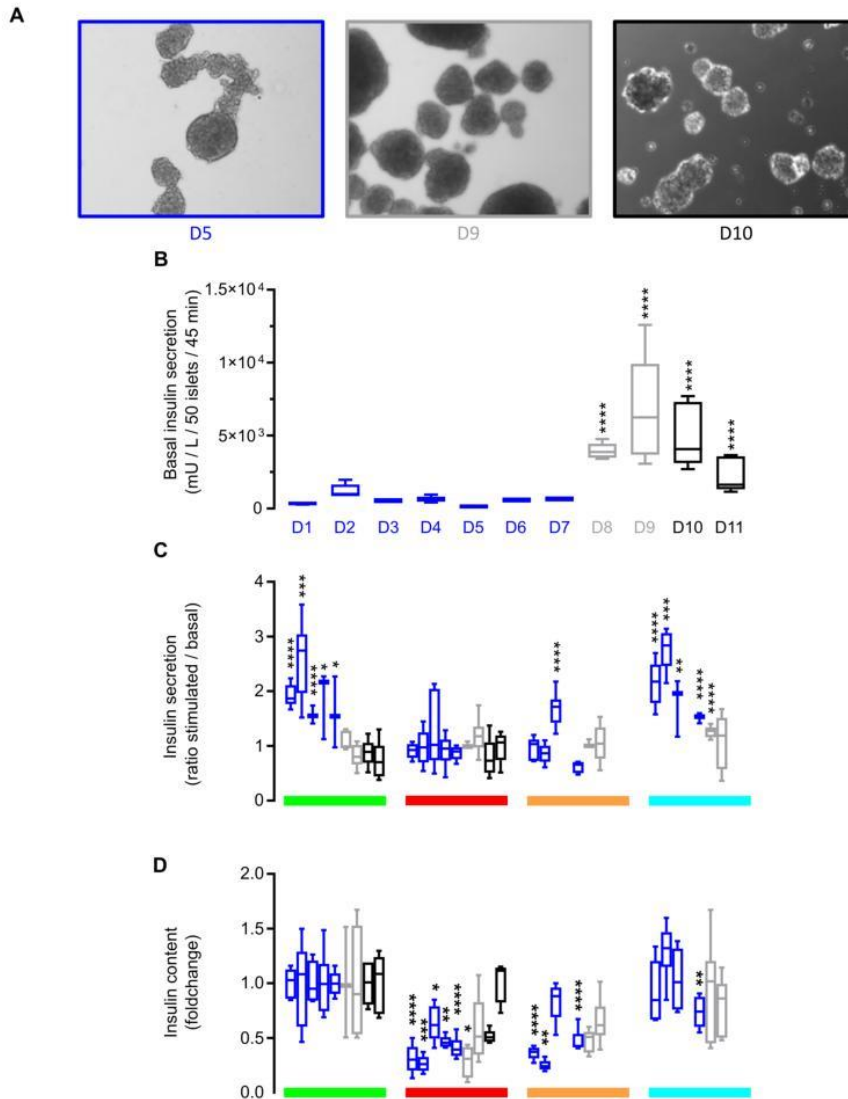 A
D5
D9
D10
B
Basal insulin secretion
(mU / L / 50 islets / 45 min)
1.5×10⁴
1×10⁴
5×10³
0
****
****
****
****
D1
D2
D3
D4
D5
D6
D7
D8
D9
D10
D11
C
Insulin secretion
(ratio stimulated / basal)
4
3
2
1
0
****
***
****
*
*
****
****
***
**
****
****
D
Insulin content
(foldchange)
2.0
1.5
1.0
0.5
0.0
****
***
*
**
****
*
****
**
****
**